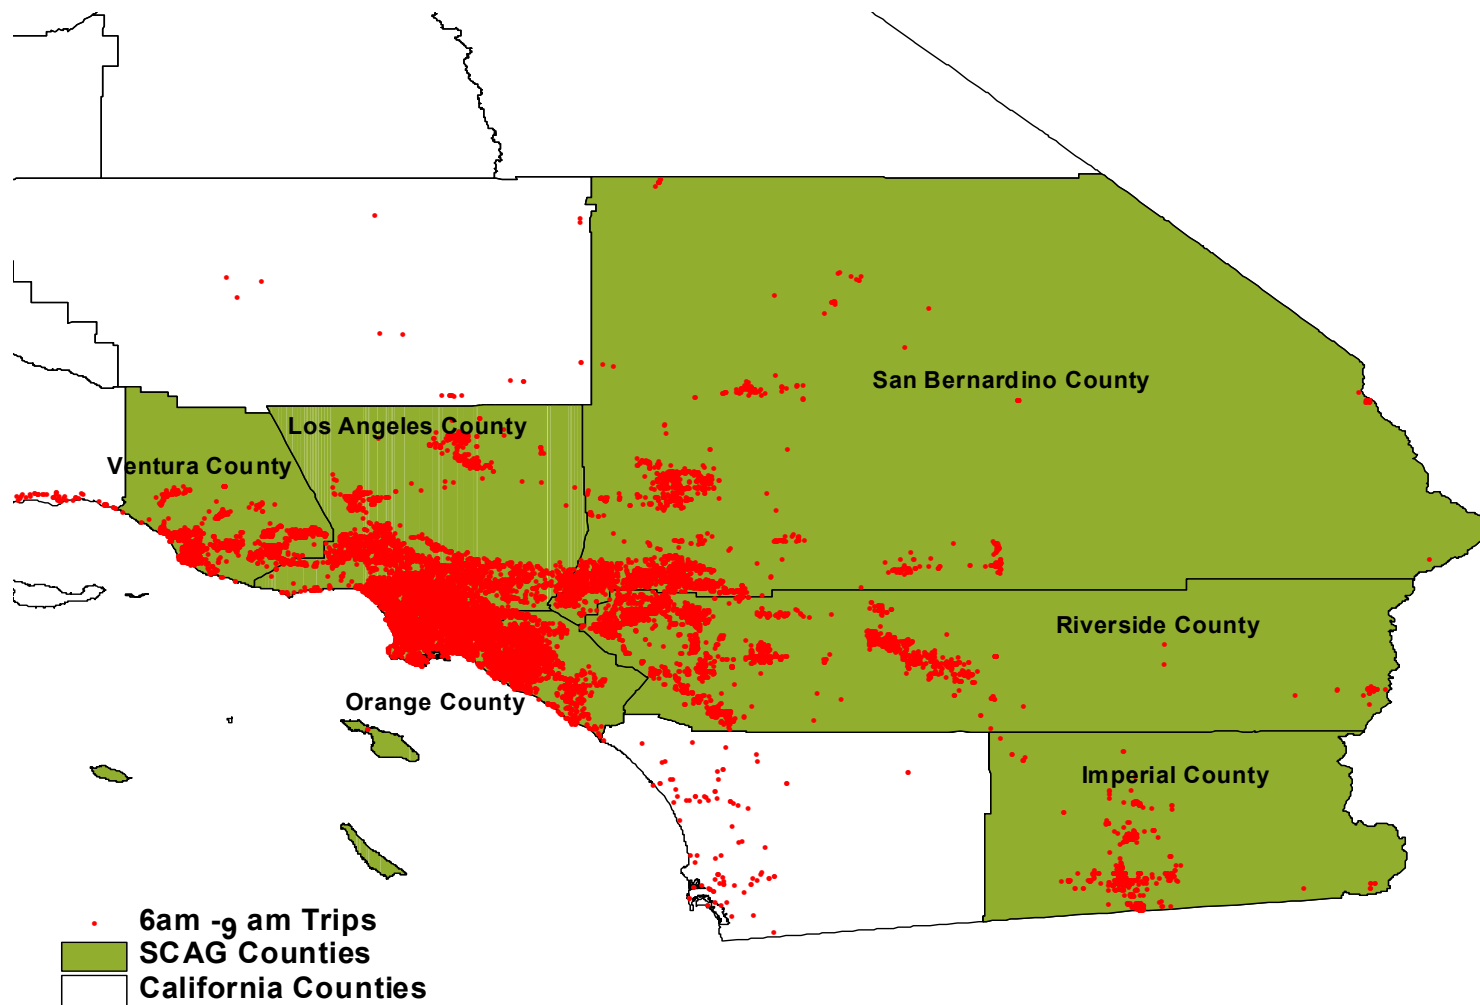 San Bernardino County
Los Angeles County
Ventura County
Riverside County
Orange County
Imperial County
6am -9 am Trips
SCAG Counties
California Counties